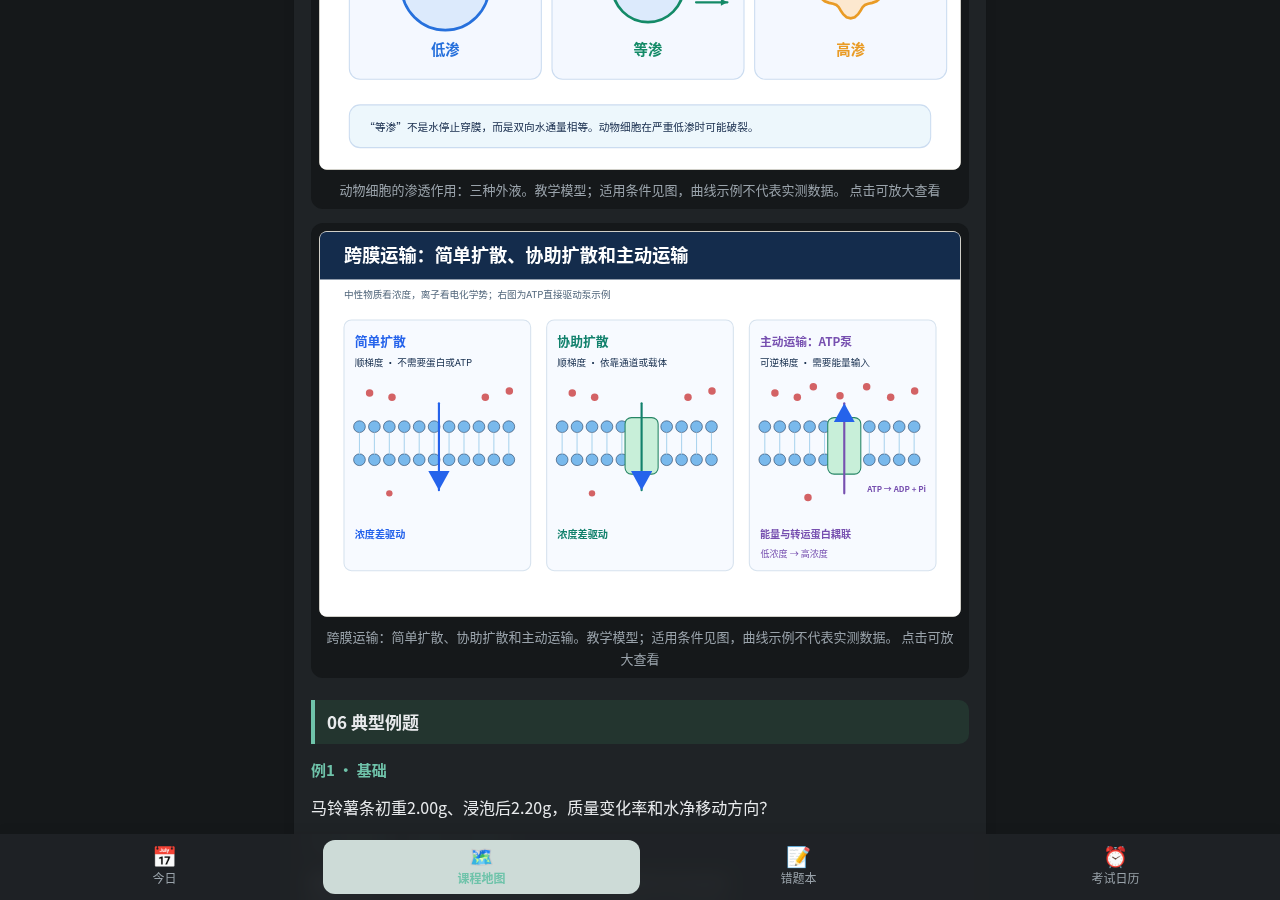 低渗
等渗
高渗
“等渗”不是水停止穿膜，而是双向水通量相等。动物细胞在严重低渗时可能破裂。
动物细胞的渗透作用：三种外液。教学模型；适用条件见图，曲线示例不代表实测数据。 点击可放大查看
跨膜运输：简单扩散、协助扩散和主动运输
中性物质看浓度，离子看电化学势；右图为ATP直接驱动泵示例
简单扩散
顺梯度 · 不需要蛋白或ATP
浓度差驱动
协助扩散
顺梯度 · 依靠通道或载体
浓度差驱动
主动运输：ATP泵
可逆梯度 · 需要能量输入
ATP → ADP + Pi
能量与转运蛋白耦联
低浓度 → 高浓度
跨膜运输：简单扩散、协助扩散和主动运输。教学模型；适用条件见图，曲线示例不代表实测数据。 点击可放
大查看
06 典型例题
例1 · 基础
马铃薯条初重2.00g、浸泡后2.20g，质量变化率和水净移动方向？
今日
课程地图
错题本
考试日历